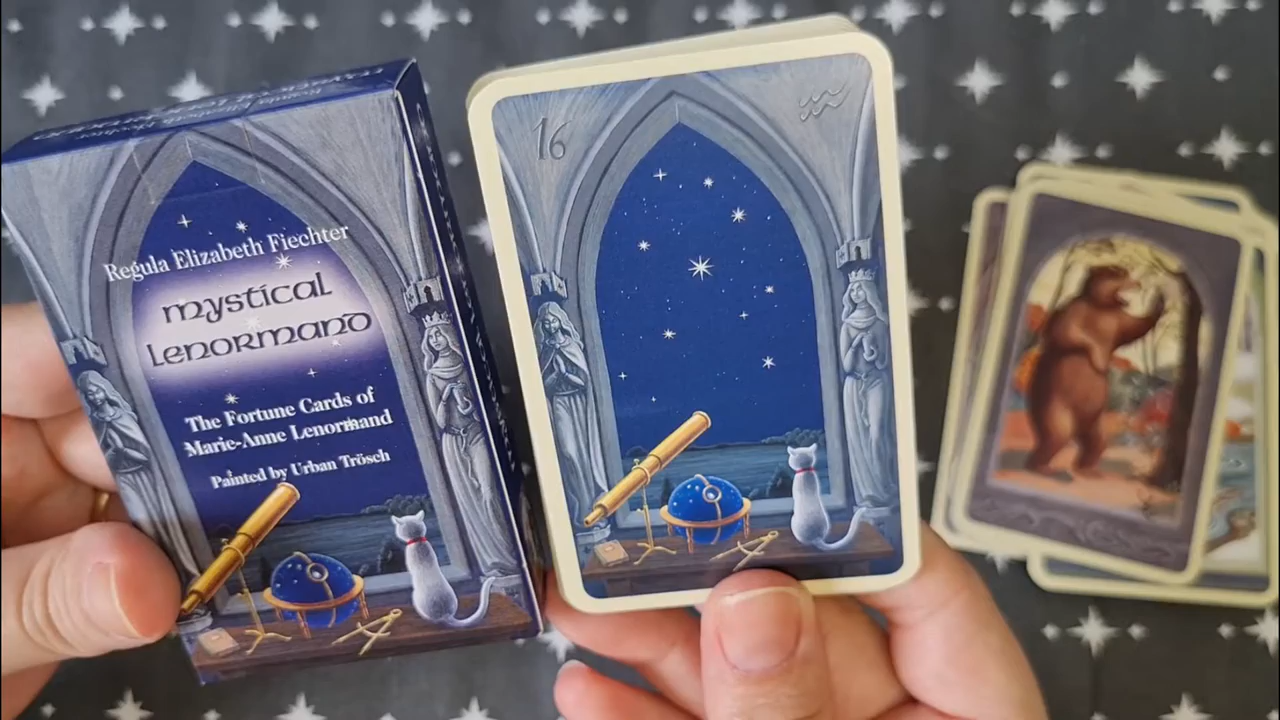 Regula Elizabeth Fiechter
mystical
lenormand
The Fortune Cards of
Marie-Anne Lenormand
Painted by Urban Trösch
16